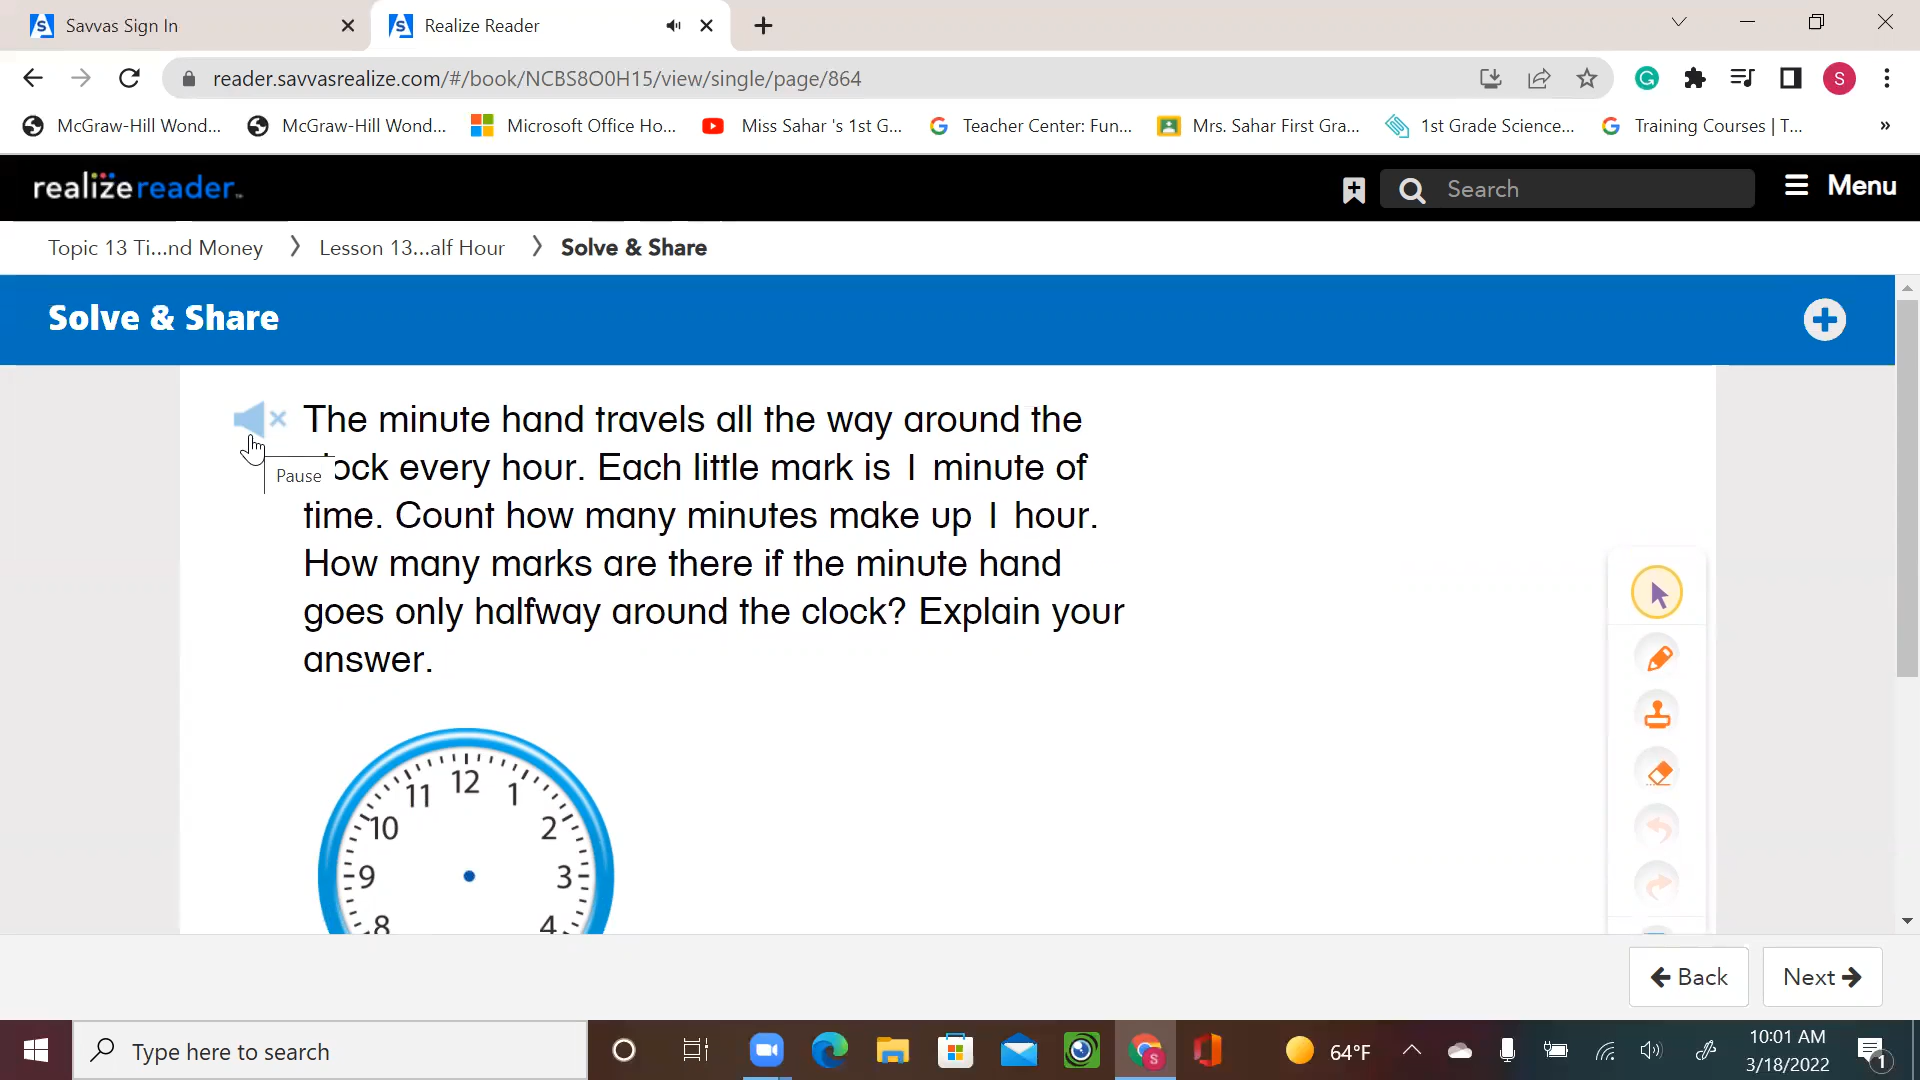 Savvas Sign In
Realize Reader
reader.savvasrealize.com/#/book/NCBS8O0H15/view/single/page/864
S
McGraw-Hill Wond...
McGraw-Hill Wond...
Microsoft Office Ho...
Miss Sahar 's 1st G...
Teacher Center: Fun...
Mrs. Sahar First Gra...
1st Grade Science...
Training Courses | T...
»
realizereader™
Search
Menu
Topic 13 Ti...nd Money
Lesson 13...alf Hour
Solve & Share
Solve & Share
The minute hand travels all the way around the
lock every hour. Each little mark is 1 minute of
Pause
time. Count how many minutes make up 1 hour.
How many marks are there if the minute hand
goes only halfway around the clock? Explain your
answer.
12
11
1
10
2
9
3
8
4
Back
Next
Type here to search
S
64°F
10:01 AM
3/18/2022
1